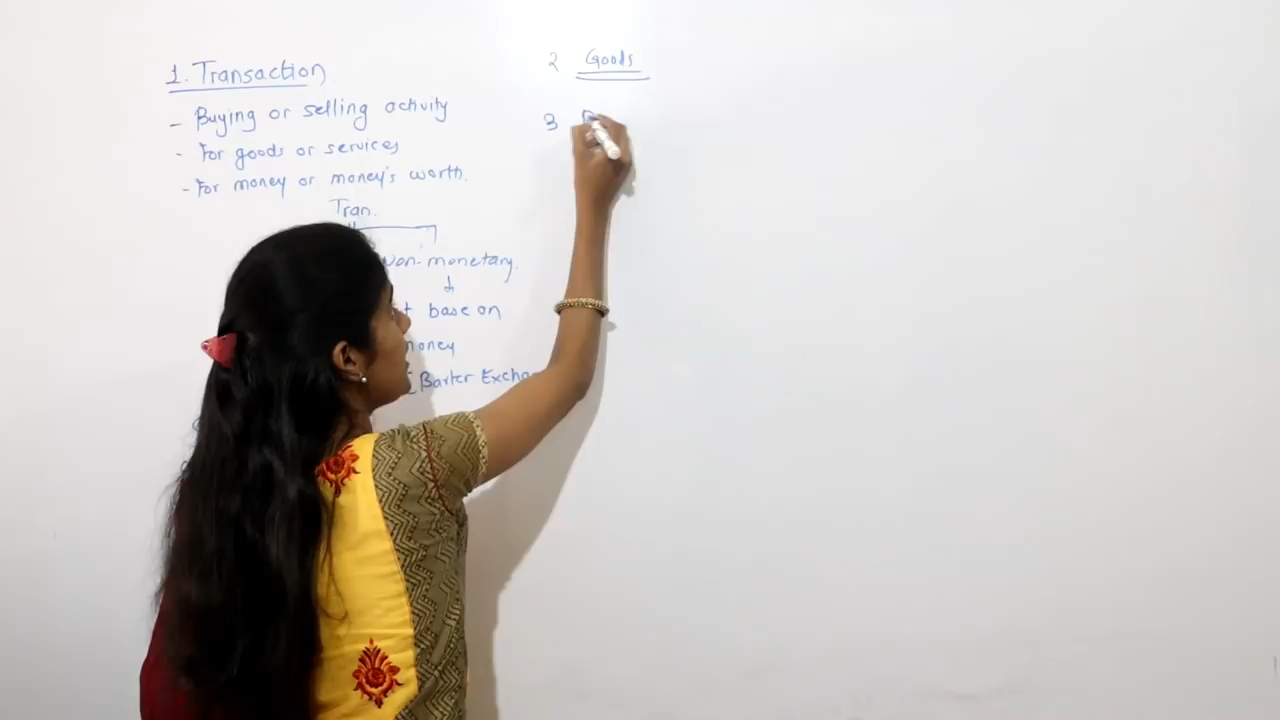 1. Transaction
- Buying or selling activity
- For goods or services
- For money or money's worth.
Tran.
Non-monetary.
base on
money
Barter
2 Goods
3